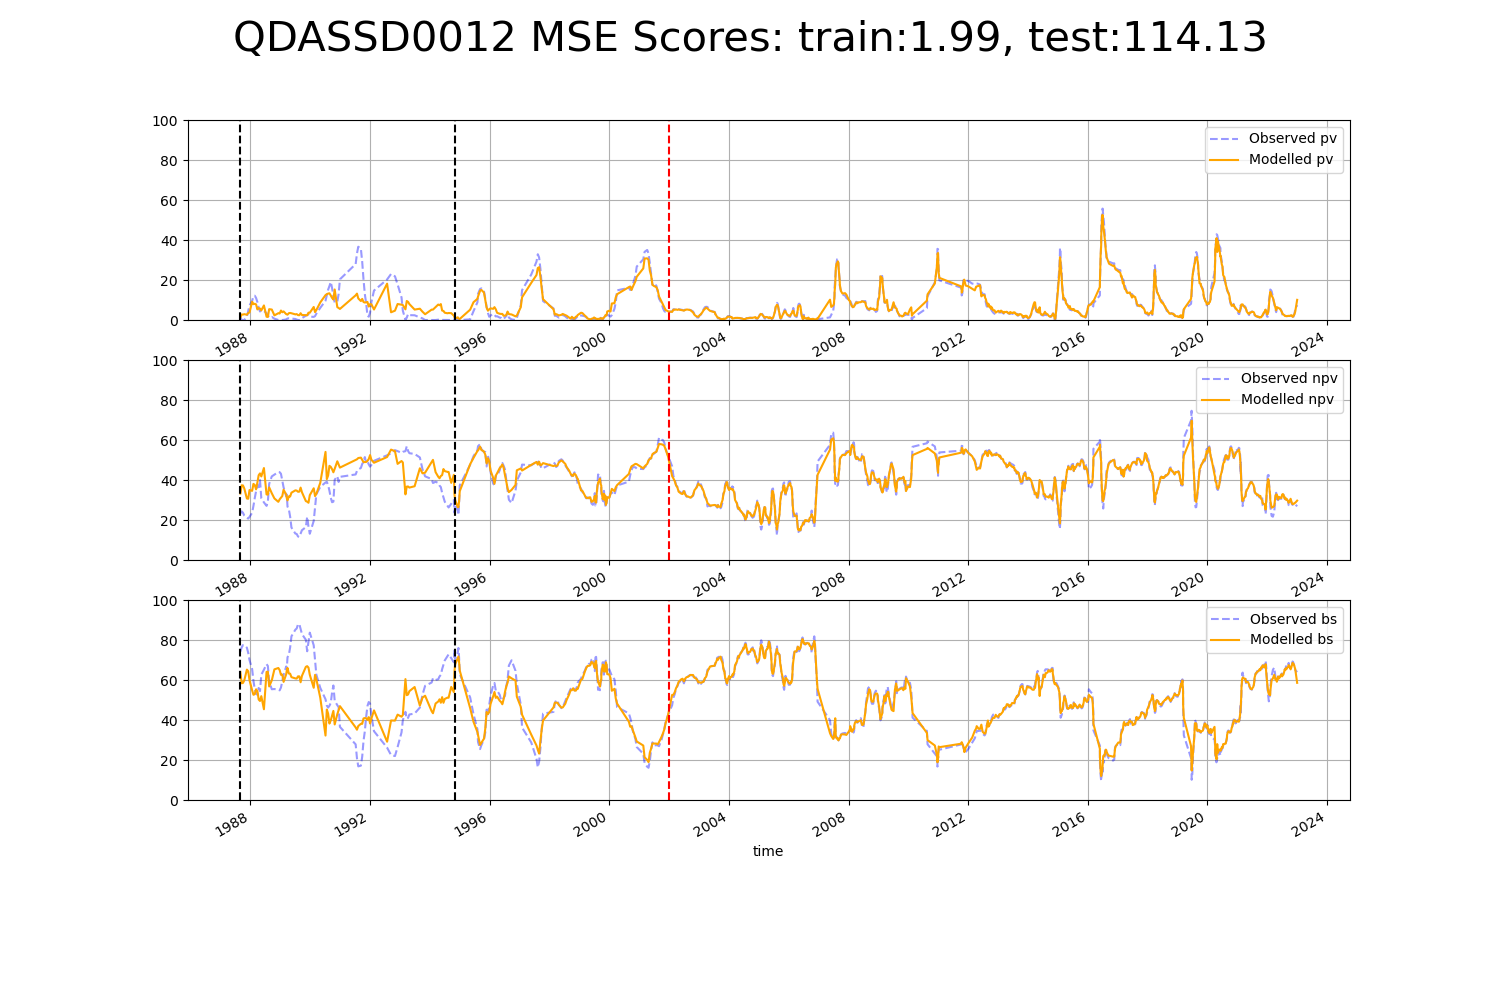 QDASSD0012 MSE Scores: train:1.99, test:114.13
100
80
60
40
20
0
Observed pv
Modelled pv
1988 1992 1996 2000 2004 2008 2012 2016 2020 2024
100
80
60
40
20
0
Observed npv
Modelled npv
1988 1992 1996 2000 2004 2008 2012 2016 2020 2024
100
80
60
40
20
0
Observed bs
Modelled bs
1988 1992 1996 2000 2004 2008 2012 2016 2020 2024
time